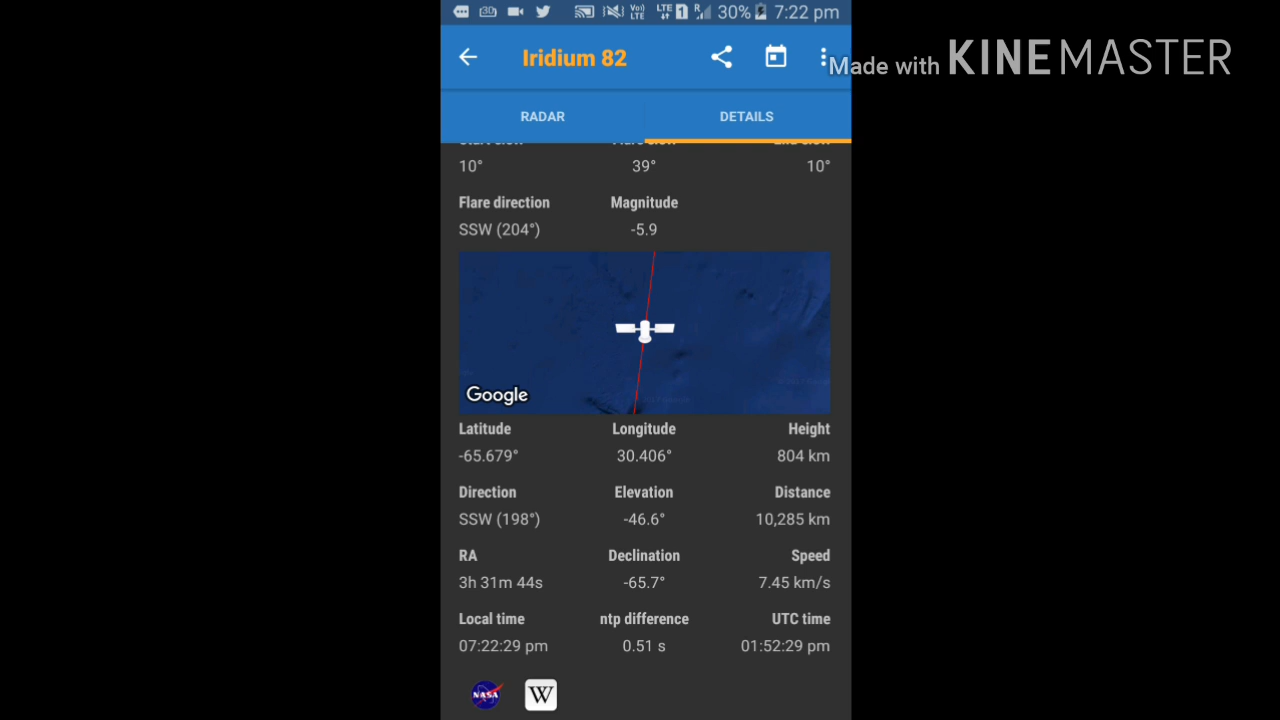 30% 7:22 pm
Iridium 82
Made with KINEMASTER
RADAR DETAILS
10° 39° 10°
Flare direction Magnitude
SSW (204°) -5.9
Google
Latitude Longitude Height
-65.679° 30.406° 804 km
Direction Elevation Distance
SSW (198°) -46.6° 10,285 km
RA Declination Speed
3h 31m 44s -65.7° 7.45 km/s
Local time ntp difference UTC time
07:22:29 pm 0.51 s 01:52:29 pm
NASA W